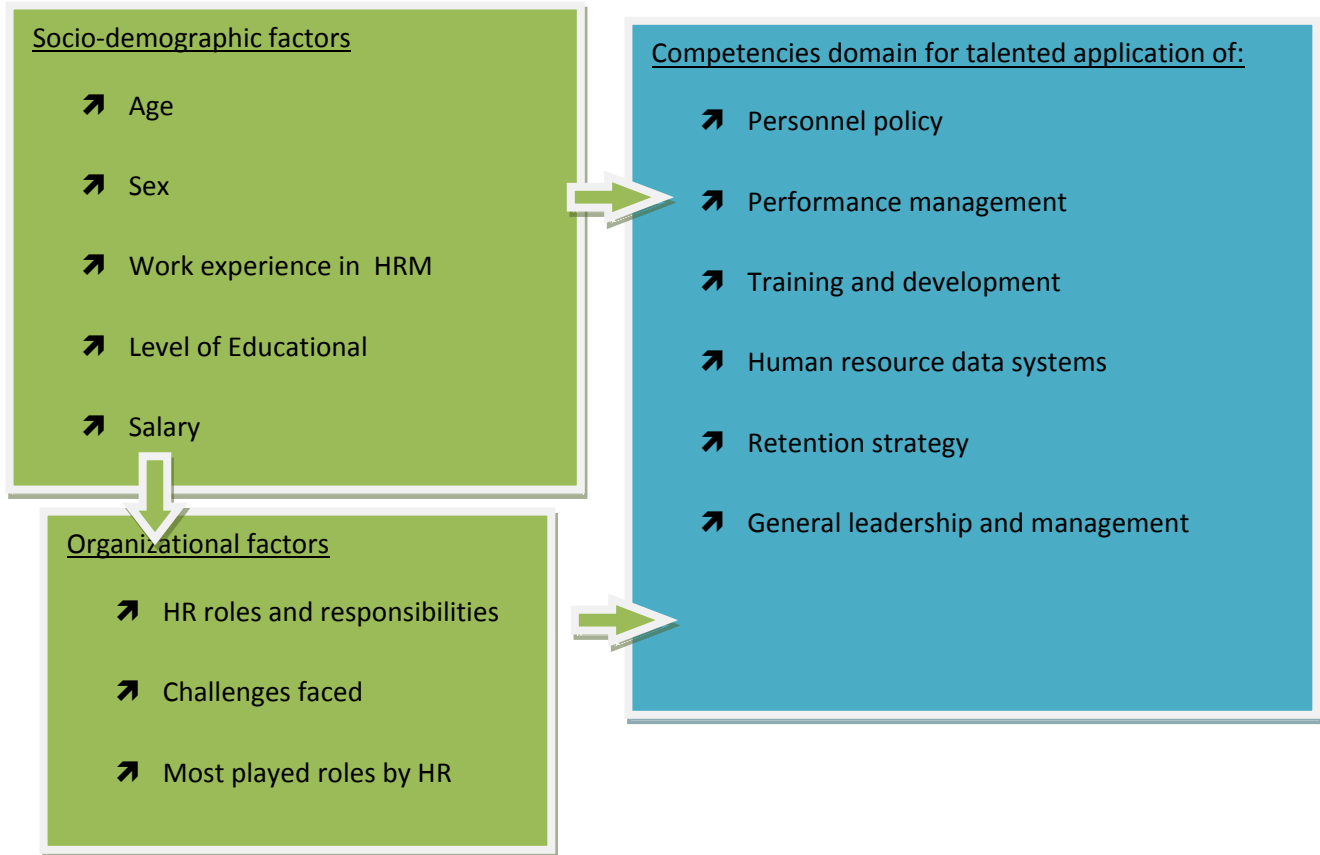 Socio-demographic factors
Age
Sex
Work experience in HRM
Level of Educational
Salary
Organizational factors
HR roles and responsibilities
Challenges faced
Most played roles by HR
Competencies domain for talented application of:
Personnel policy
Performance management
Training and development
Human resource data systems
Retention strategy
General leadership and management